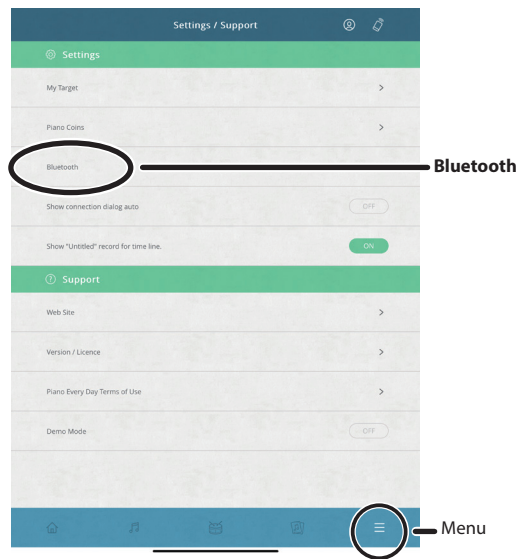 Settings / Support
Settings
My Target
Piano Coins
Bluetooth
Bluetooth
Show connection dialog auto
OFF
Show "Untitled" record for time line.
ON
Support
Web Site
Version / Licence
Piano Every Day Terms of Use
Demo Mode
OFF
Menu